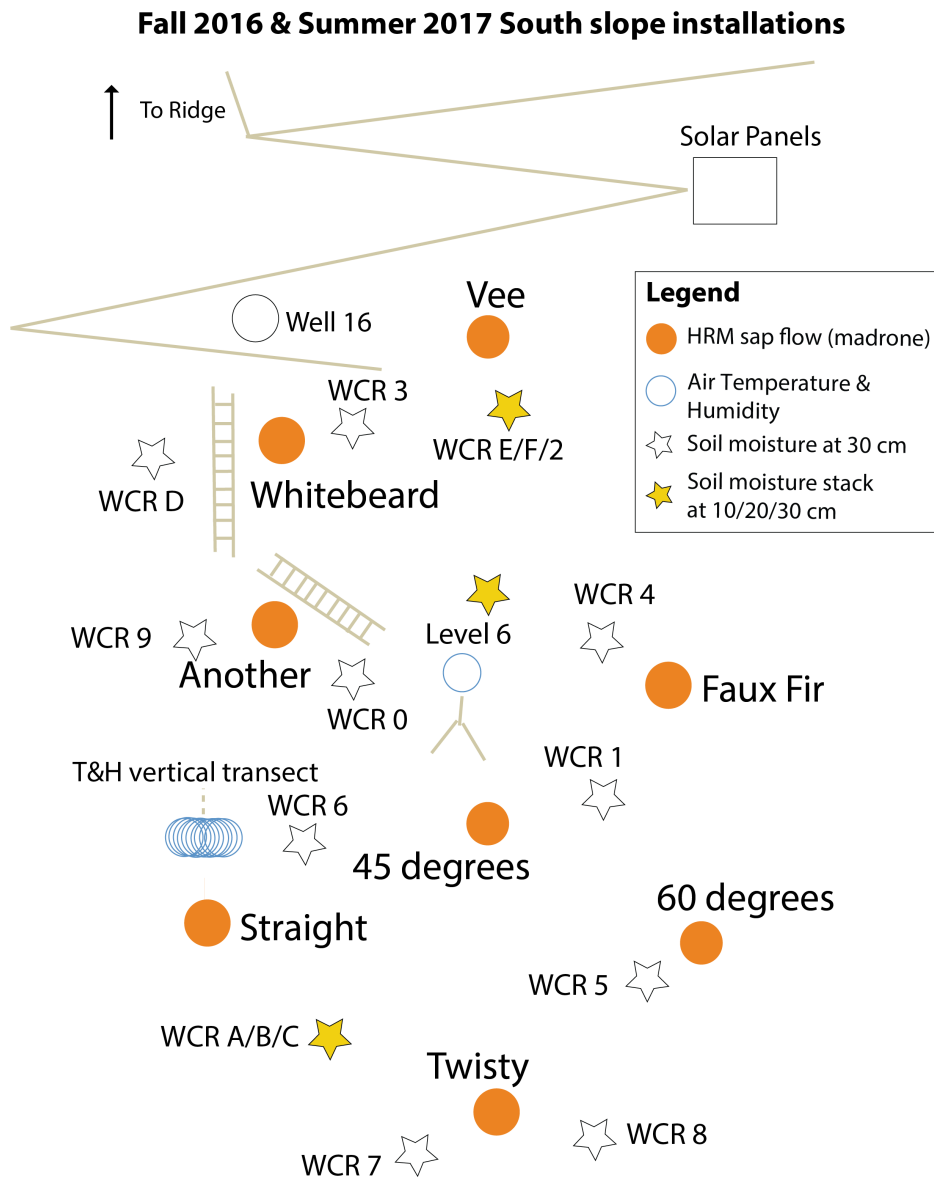 Fall 2016 & Summer 2017 South slope installations
To Ridge
Solar Panels
Well 16
Vee
Legend
HRM sap flow (madrone)
Air Temperature &
Humidity
Soil moisture at 30 cm
Soil moisture stack
at 10/20/30 cm
WCR 3
WCR E/F/2
WCR D
Whitebeard
WCR 4
WCR 9
Level 6
Another
Faux Fir
WCR 0
WCR 1
T&H vertical transect
WCR 6
45 degrees
60 degrees
Straight
WCR 5
WCR A/B/C
Twisty
WCR 8
WCR 7